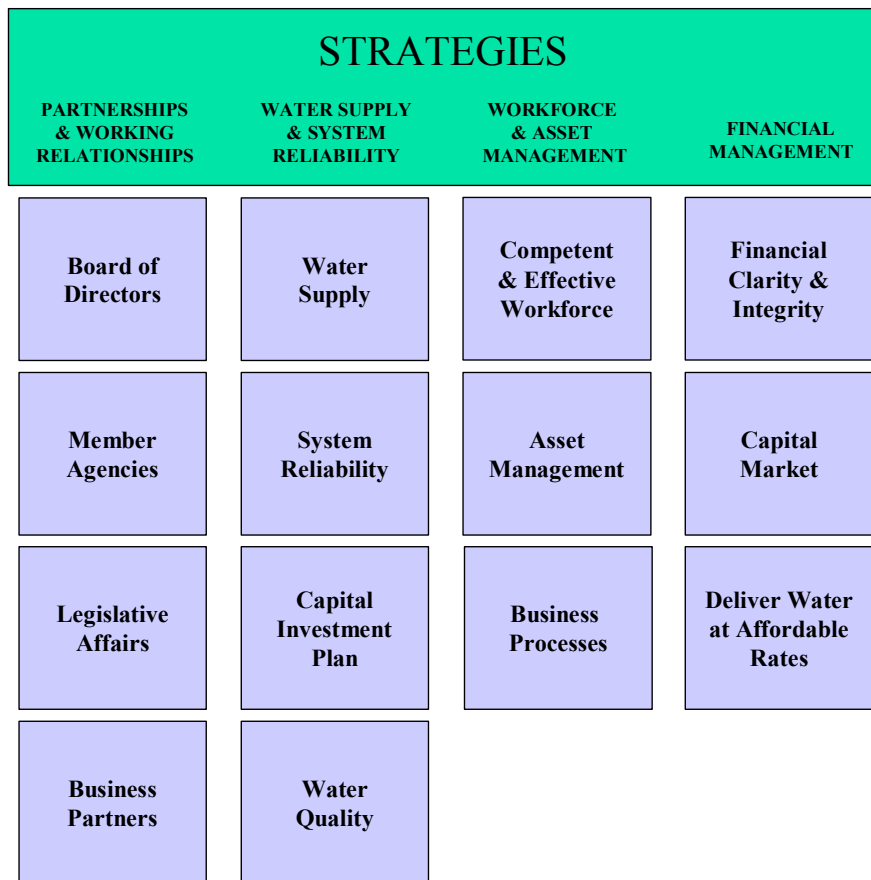 STRATEGIES
PARTNERSHIPS
& WORKING
RELATIONSHIPS
WATER SUPPLY
& SYSTEM
RELIABILITY
WORKFORCE
& ASSET
MANAGEMENT
FINANCIAL
MANAGEMENT
Board of
Directors
Water
Supply
Competent
& Effective
Workforce
Financial
Clarity &
Integrity
Member
Agencies
System
Reliability
Asset
Management
Capital
Market
Legislative
Affairs
Capital
Investment
Plan
Business
Processes
Deliver Water
at Affordable
Rates
Business
Partners
Water
Quality